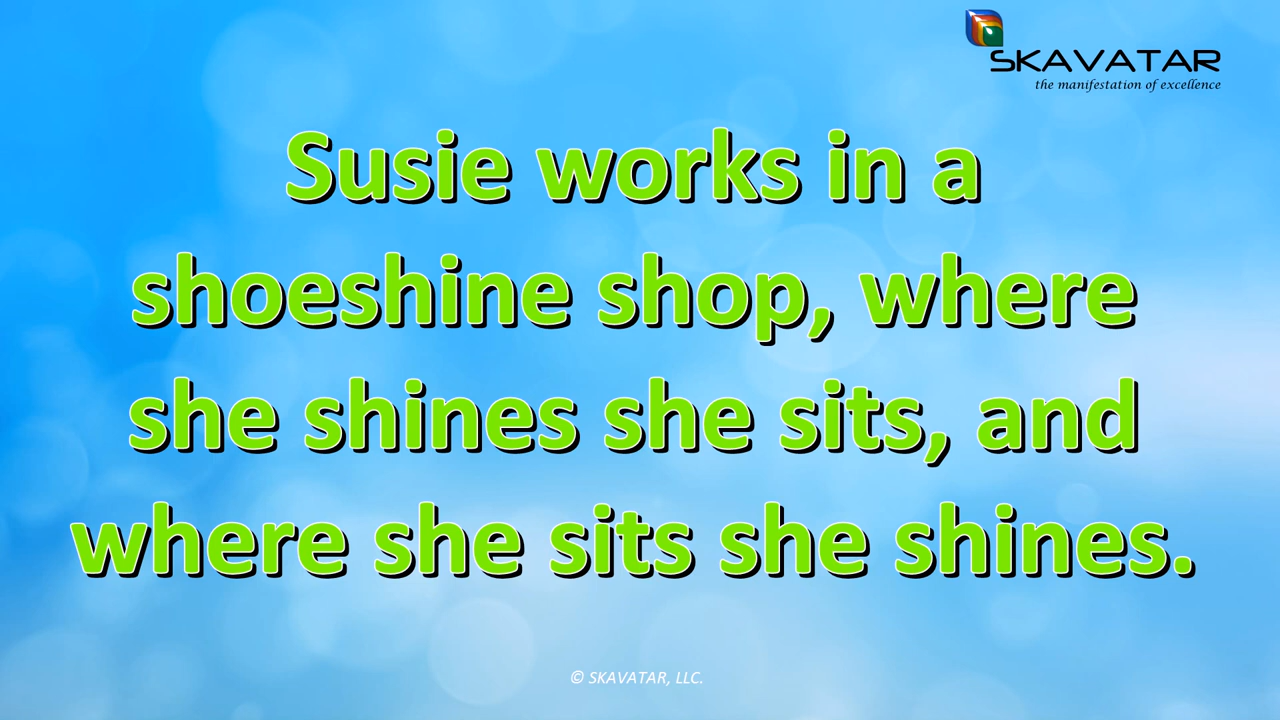 SKAVATAR
the manifestation of excellence
Susie works in a
shoeshine shop, where
she shines she sits, and
where she sits she shines.
© SKAVATAR, LLC.